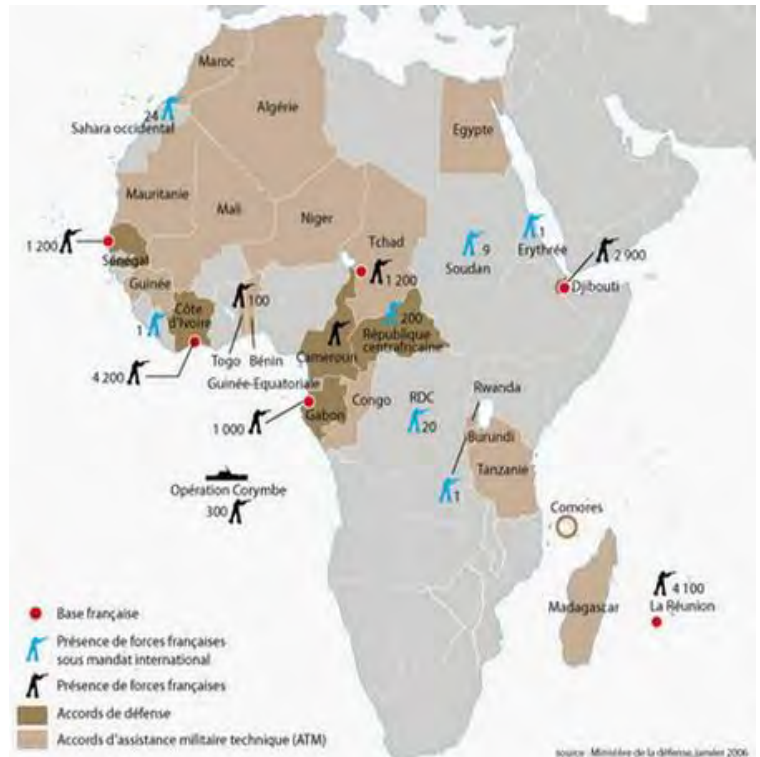 Maroc
Algérie
24
Sahara occidental
Egypte
Mauritanie
Mali
Niger
Tchad
9
Soudan
1
Erythrée
2 900
Djibouti
1 200
Sénégal
Guinée
1 200
100
Côte
d'Ivoire
1
200
République
centrafricaine
Cameroun
Togo
Bénin
4 200
Guinée-Equatoriale
1 000
Gabon
Congo
RDC
20
Rwanda
Burundi
1
Tanzanie
Opération Corymbe
300
Comores
Madagascar
4 100
La Réunion
Base française
Présence de forces françaises
sous mandat international
Présence de forces françaises
Accords de défense
Accords d'assistance militaire technique (ATM)
source : Ministère de la défense, janvier 2006